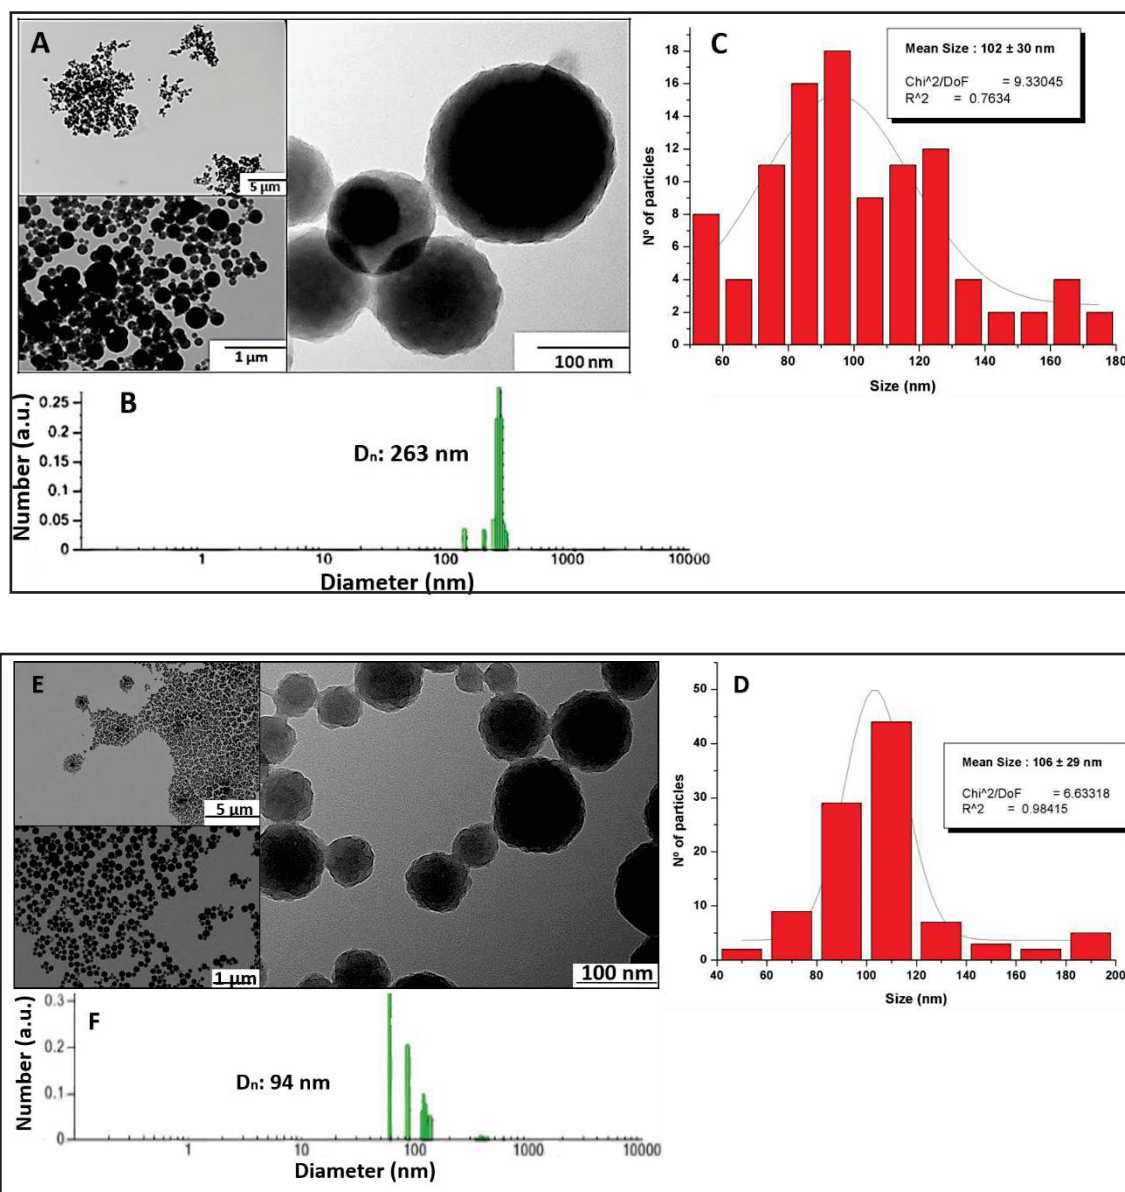 A
5 µm
1 µm
100 nm
C
Mean Size : 102 ± 30 nm
Chi^2/DoF = 9.33045
R^2 = 0.7634
Nº of particles
18
16
14
12
10
8
6
4
2
0
60 80 100 120 140 160 180
Size (nm)
B
Dn: 263 nm
Number (a.u.)
0.25
0.2
0.1
0.1
0.05
0
1 10 100 1000 10000
Diameter (nm)
E
5 µm
1 µm
100 nm
D
Mean Size : 106 ± 29 nm
Chi^2/DoF = 6.63318
R^2 = 0.98415
Nº of particles
50
40
30
20
10
0
40 60 80 100 120 140 160 180 200
Size (nm)
F
Dn: 94 nm
Number (a.u.)
0.3
0.2
0.1
0
1 10 100 1000 10000
Diameter (nm)